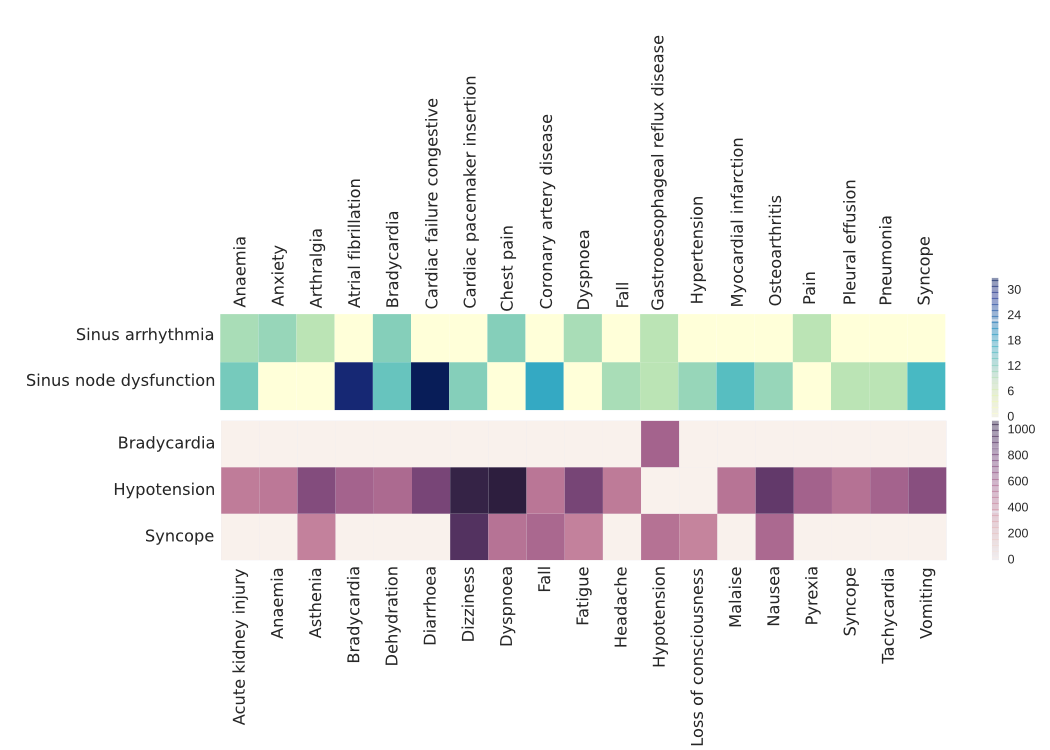 Anaemia
Anxiety
Arthralgia
Atrial fibrillation
Bradycardia
Cardiac failure congestive
Cardiac pacemaker insertion
Chest pain
Coronary artery disease
Dyspnoea
Fall
Gastrooesophageal reflux disease
Hypertension
Myocardial infarction
Osteoarthritis
Pain
Pleural effusion
Pneumonia
Syncope
Sinus arrhythmia
Sinus node dysfunction
30
24
18
12
6
0
Bradycardia
Hypotension
Syncope
1000
800
600
400
200
0
Acute kidney injury
Anaemia
Asthenia
Bradycardia
Dehydration
Diarrhoea
Dizziness
Dyspnoea
Fall
Fatigue
Headache
Hypotension
Loss of consciousness
Malaise
Nausea
Pyrexia
Syncope
Tachycardia
Vomiting